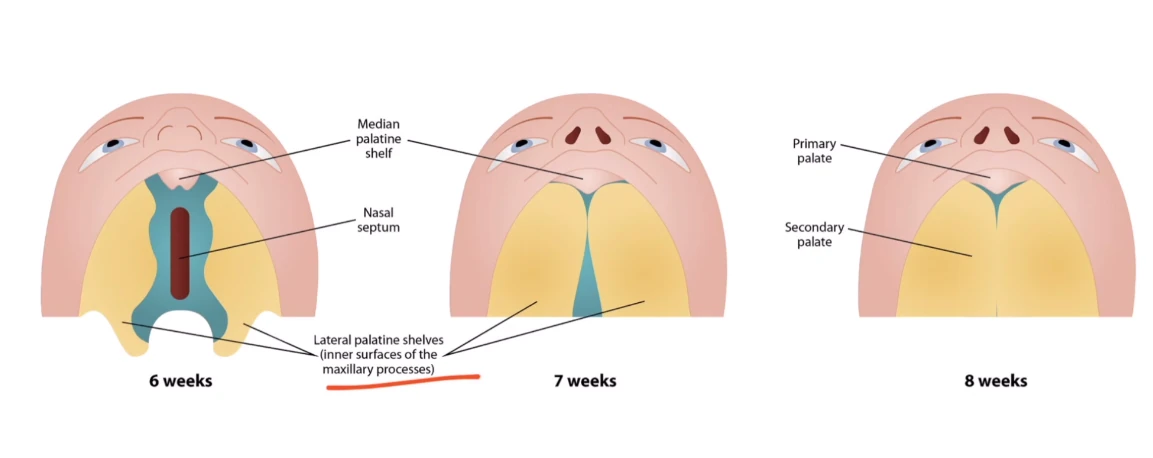 Median
palatine
shelf
Nasal
septum
Lateral palatine shelves
(inner surfaces of the
maxillary processes)
Primary
palate
Secondary
palate
6 weeks
7 weeks
8 weeks